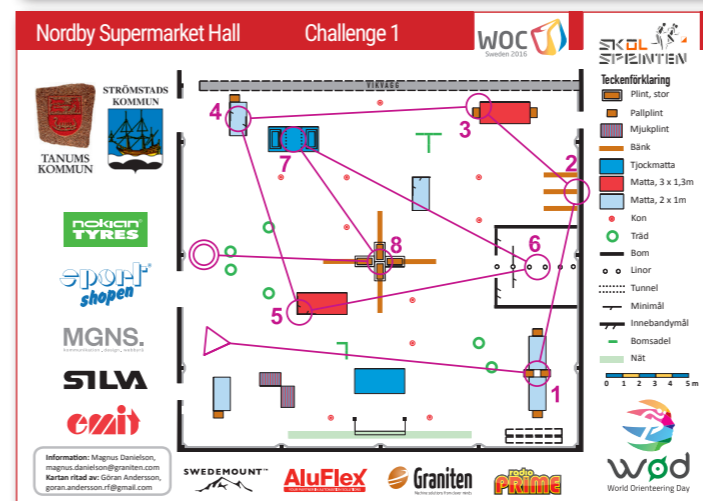 Nordby Supermarket Hall
Challenge 1
WOC
Sweden 2016
SKOL
SPRINTEN
TANUMS
KOMMUN
STRÖMSTADS
KOMMUN
nokian
TYRES
sport
shopen
MGNS.
SILVA
emit
Information: Magnus Danielson,
magnus.danielson@graniten.com
Kartan ritad av: Göran Andersson,
goran.andersson.rf@gmail.com
VIKVÄGG
4
3
7
2
8
6
5
1
Teckenförklaring
Plint, stor
Pallplint
Mjukplint
Bänk
Tjockmatta
Matta, 3 x 1,3m
Matta, 2 x 1m
Kon
Träd
Bom
Linor
Tunnel
Minimål
Innebandymål
Bomsadel
Nät
0 1 2 3 4 5 m
SWEDEMOUNT™
AluFlex
Graniten
radio
PRIME
wod
World Orienteering Day